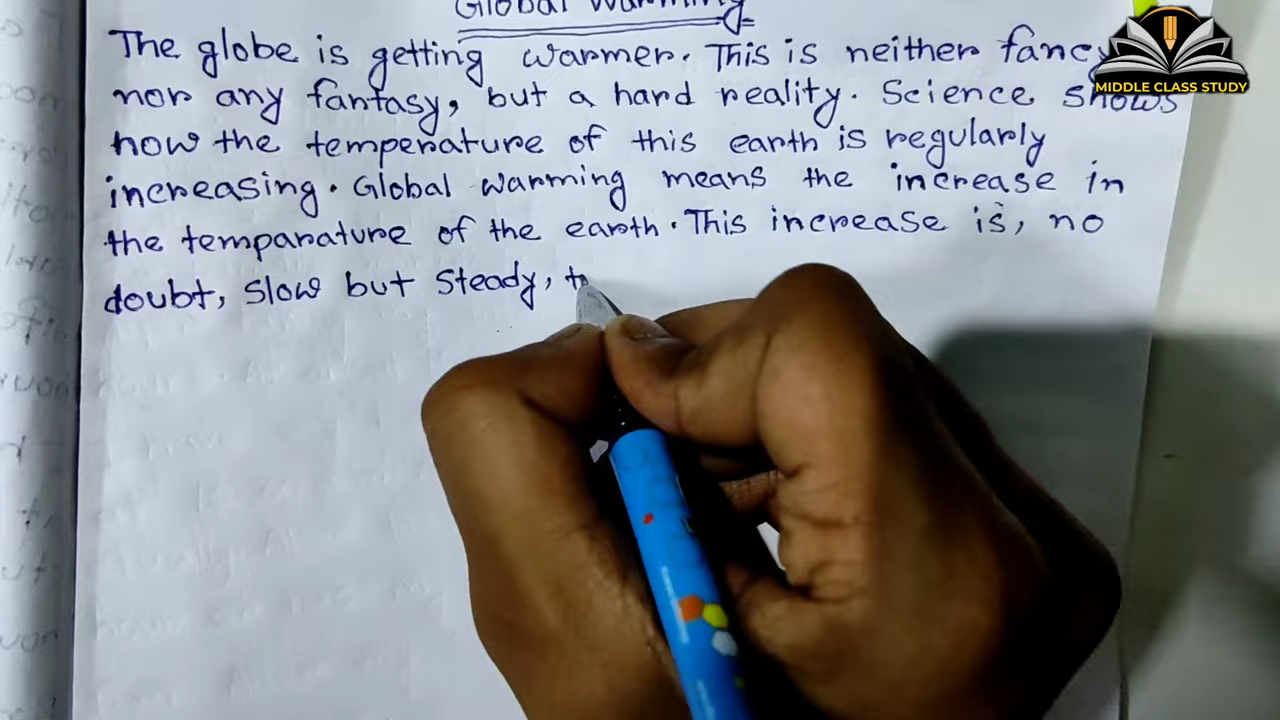 Global Warming
The globe is getting warmer. This is neither fancy
MIDDLE CLASS STUDY
nor any fantasy, but a hard reality. Science shows
how the temperature of this earth is regularly
increasing. Global warming means the increase in
the temparature of the earth. This increase is, no
doubt, slow but steady,